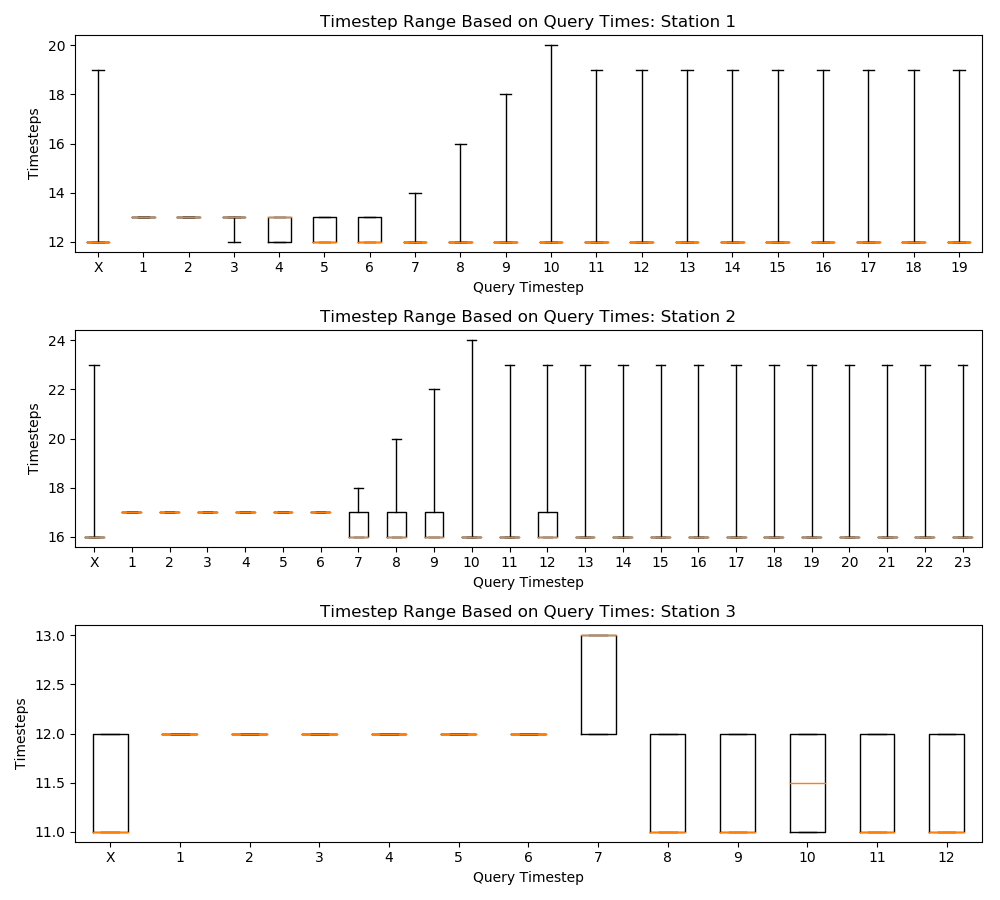 Timestep Range Based on Query Times: Station 1
20
18
16
14
12
Timesteps
X 1 2 3 4 5 6 7 8 9 10 11 12 13 14 15 16 17 18 19
Query Timestep
Timestep Range Based on Query Times: Station 2
24
22
20
18
16
Timesteps
X 1 2 3 4 5 6 7 8 9 10 11 12 13 14 15 16 17 18 19 20 21 22 23
Query Timestep
Timestep Range Based on Query Times: Station 3
13.0
12.5
12.0
11.5
11.0
Timesteps
X 1 2 3 4 5 6 7 8 9 10 11 12
Query Timestep